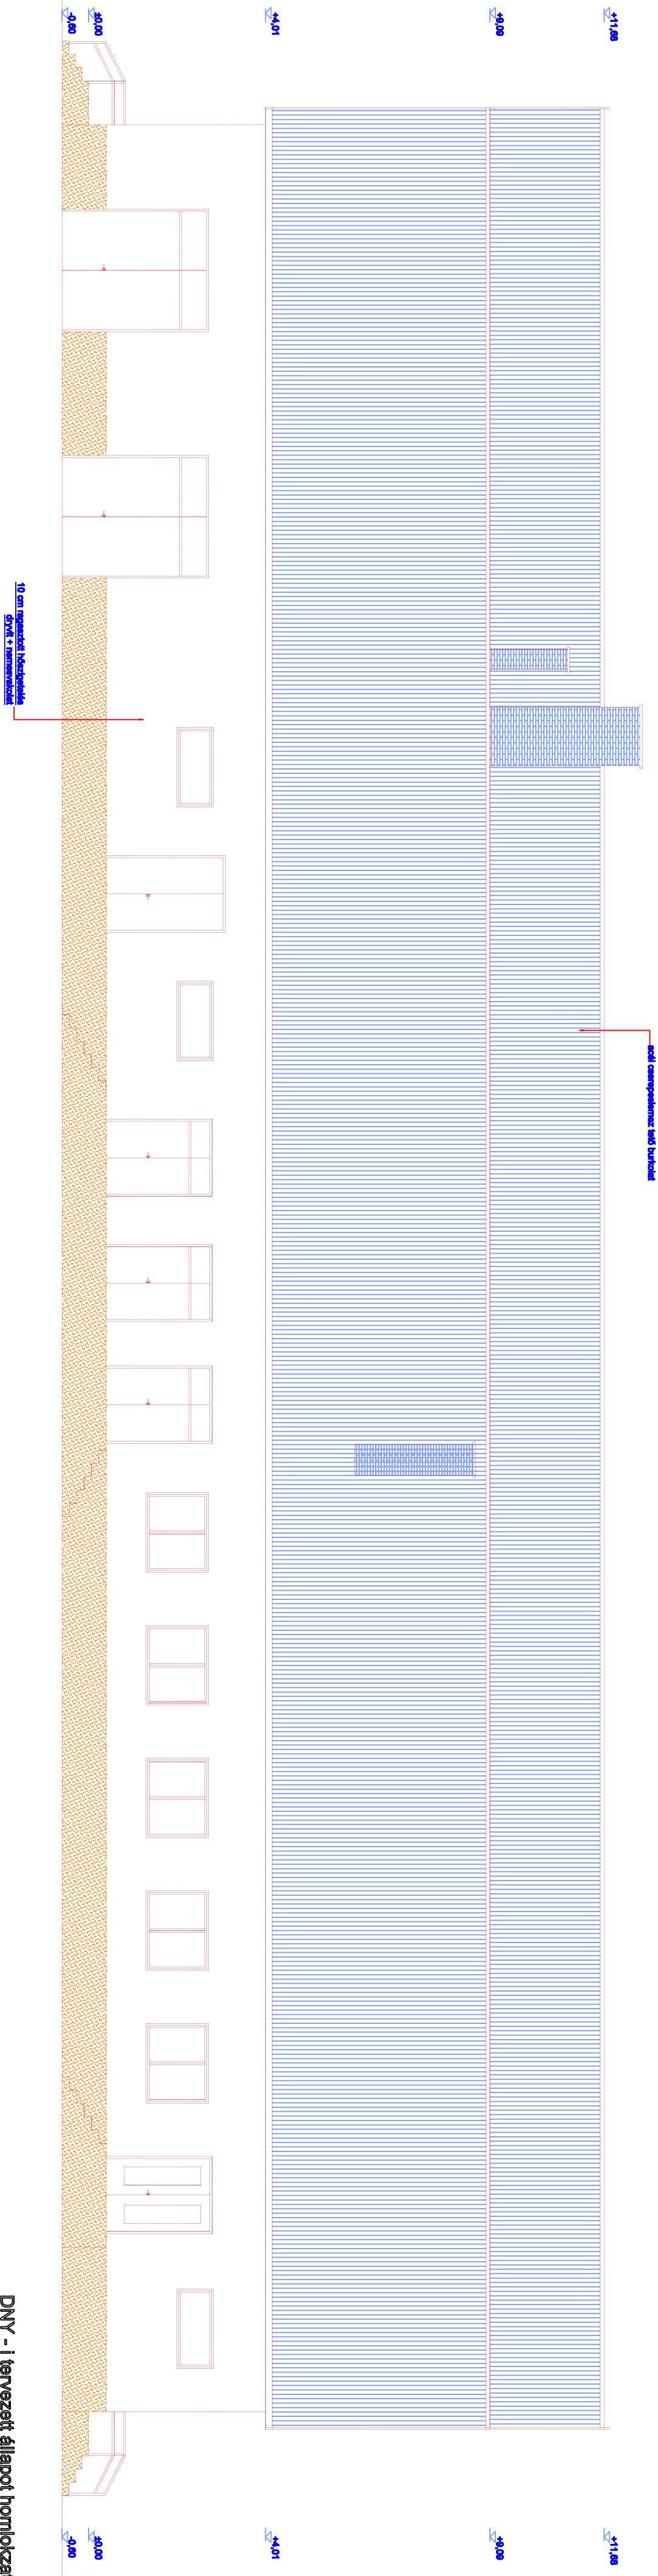 +11,68
+9,09
+4,01
±0,00
-0,60
acél cserepeslemez tető burkolat
10 cm ragasztott hőszigetelés
dryvit + nemesvakolat
+11,68
+9,09
+4,01
±0,00
-0,60
DNY - i tervezett állapot homlokzat